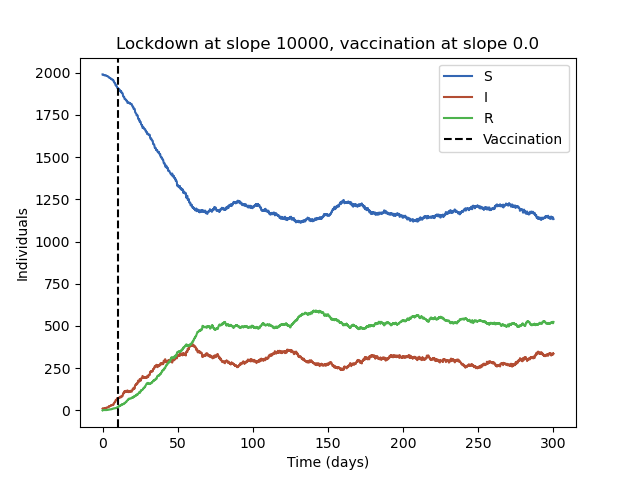 Lockdown at slope 10000, vaccination at slope 0.0
2000
1750
1500
1250
1000
750
500
250
0
Individuals
S
I
R
Vaccination
0 50 100 150 200 250 300
Time (days)